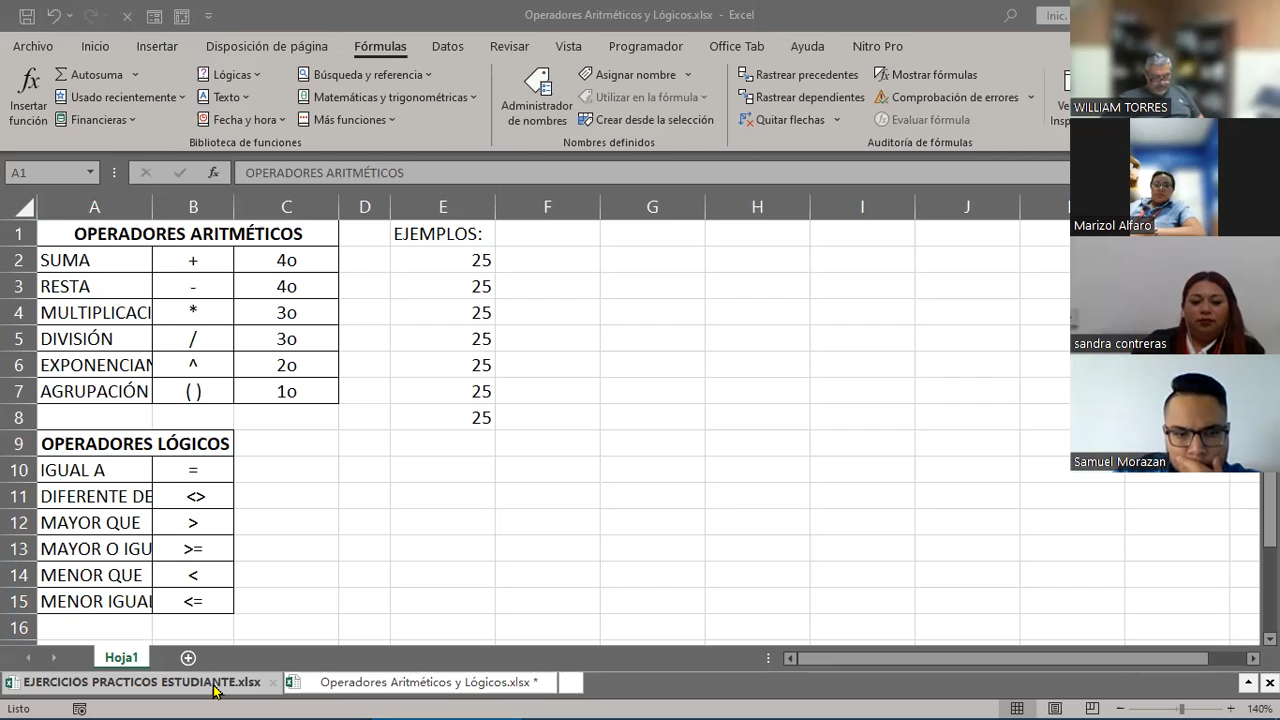 Operadores Aritméticos y Lógicos.xlsx - Excel
Inic.
Archivo Inicio Insertar Disposición de página Fórmulas Datos Revisar Vista Programador Office Tab Ayuda Nitro Pro
Insertar función
Autosuma
Usado recientemente
Financieras
Lógicas
Texto
Fecha y hora
Búsqueda y referencia
Matemáticas y trigonométricas
Más funciones
Biblioteca de funciones
Administrador de nombres
Asignar nombre
Utilizar en la fórmula
Crear desde la selección
Nombres definidos
Rastrear precedentes
Rastrear dependientes
Quitar flechas
Mostrar fórmulas
Comprobación de errores
Evaluar fórmula
Auditoría de fórmulas
A1 fx OPERADORES ARITMÉTICOS
A B C D E F G H I J
1 OPERADORES ARITMÉTICOS EJEMPLOS:
2 SUMA + 4o 25
3 RESTA - 4o 25
4 MULTIPLICACI * 3o 25
5 DIVISIÓN / 3o 25
6 EXPONENCIAN ^ 2o 25
7 AGRUPACIÓN ( ) 1o 25
8 25
9 OPERADORES LÓGICOS
10 IGUAL A =
11 DIFERENTE DE <>
12 MAYOR QUE >
13 MAYOR O IGU >=
14 MENOR QUE <
15 MENOR IGUAL <=
16
Hoja1
EJERCICIOS PRACTICOS ESTUDIANTE.xlsx Operadores Aritméticos y Lógicos.xlsx *
Listo 140%
WILLIAM TORRES
Marizol Alfaro
sandra contreras
Samuel Morazan